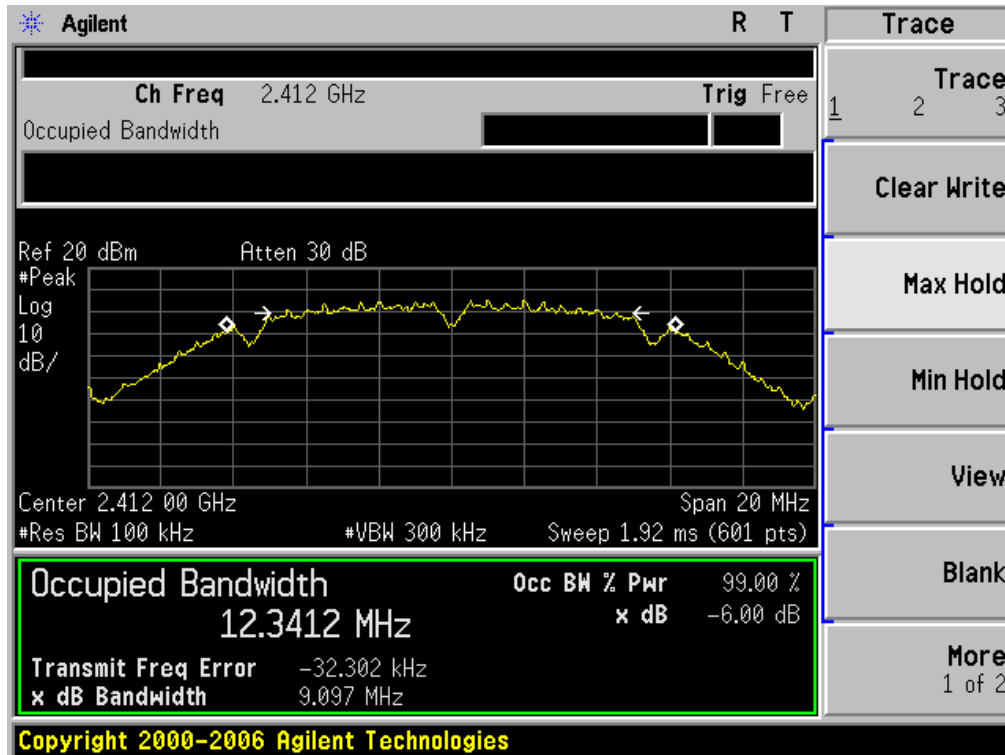 Agilent R T
Trace
Ch Freq 2.412 GHz Trig Free
Occupied Bandwidth
Trace
1 2 3
Clear Write
Max Hold
Min Hold
View
Blank
More
1 of 2
Ref 20 dBm Atten 30 dB
#Peak
Log
10
dB/
Center 2.412 00 GHz Span 20 MHz
#Res BW 100 kHz #VBW 300 kHz Sweep 1.92 ms (601 pts)
Occupied Bandwidth Occ BW % Pwr 99.00 %
12.3412 MHz x dB -6.00 dB
Transmit Freq Error -32.302 kHz
x dB Bandwidth 9.097 MHz
Copyright 2000-2006 Agilent Technologies